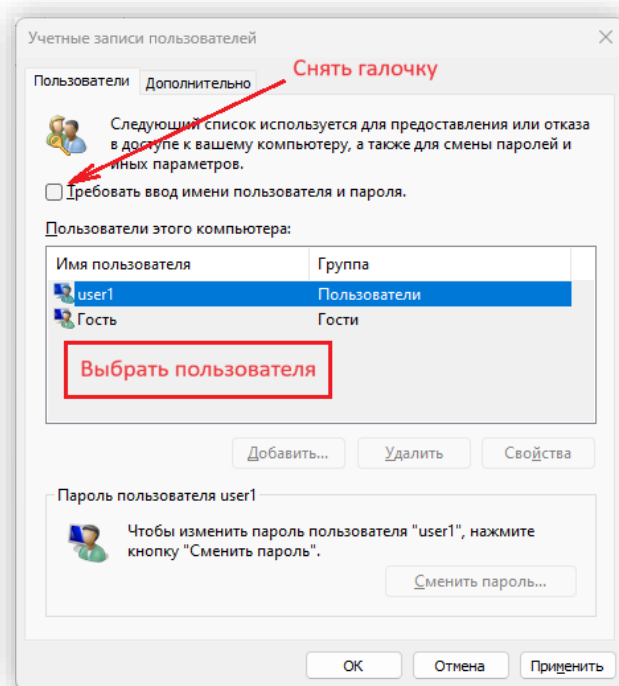 Учетные записи пользователей
Пользователи
Дополнительно
Снять галочку
Следующий список используется для предоставления или отказа
в доступе к вашему компьютеру, а также для смены паролей и
иных параметров.
Требовать ввод имени пользователя и пароля.
Пользователи этого компьютера:
Имя пользователя Группа
user1 Пользователи
Гость Гости
Выбрать пользователя
Добавить... Удалить Свойства
Пароль пользователя user1
Чтобы изменить пароль пользователя "user1", нажмите
кнопку "Сменить пароль".
Сменить пароль...
ОК Отмена Применить